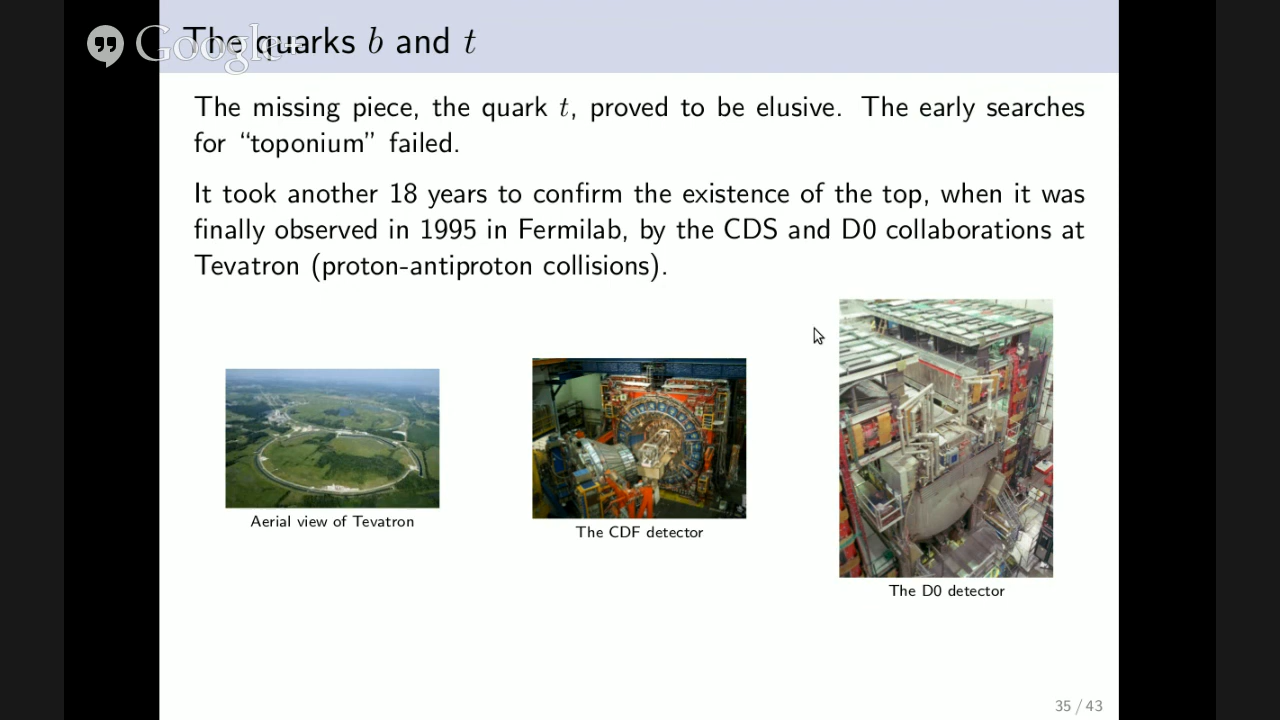 The quarks b and t
Google+
The missing piece, the quark t, proved to be elusive. The early searches
for “toponium” failed.
It took another 18 years to confirm the existence of the top, when it was
finally observed in 1995 in Fermilab, by the CDS and D0 collaborations at
Tevatron (proton-antiproton collisions).
Aerial view of Tevatron
The CDF detector
The D0 detector
35 / 43